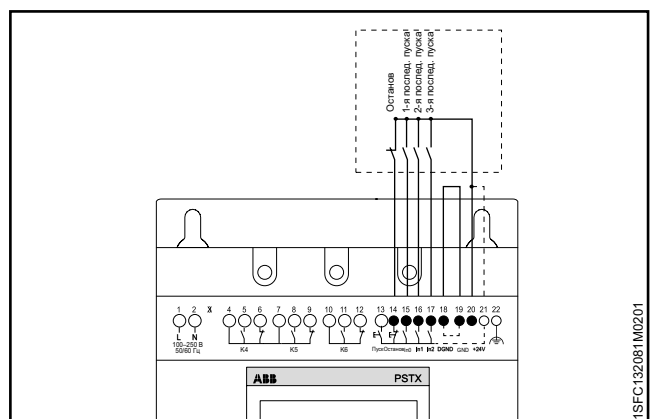 Останов
1-я послед. пуска
2-я послед. пуска
3-я послед. пуска
1 2 X 4 5 6 7 8 9 10 11 12 13 14 15 16 17 18 19 20 21 22
L N
100–250 В
50/60 Гц
K4 K5 K6
Пуск Останов In0 In1 In2 DGND GND +24V
ABB PSTX
1SFC132081M0201